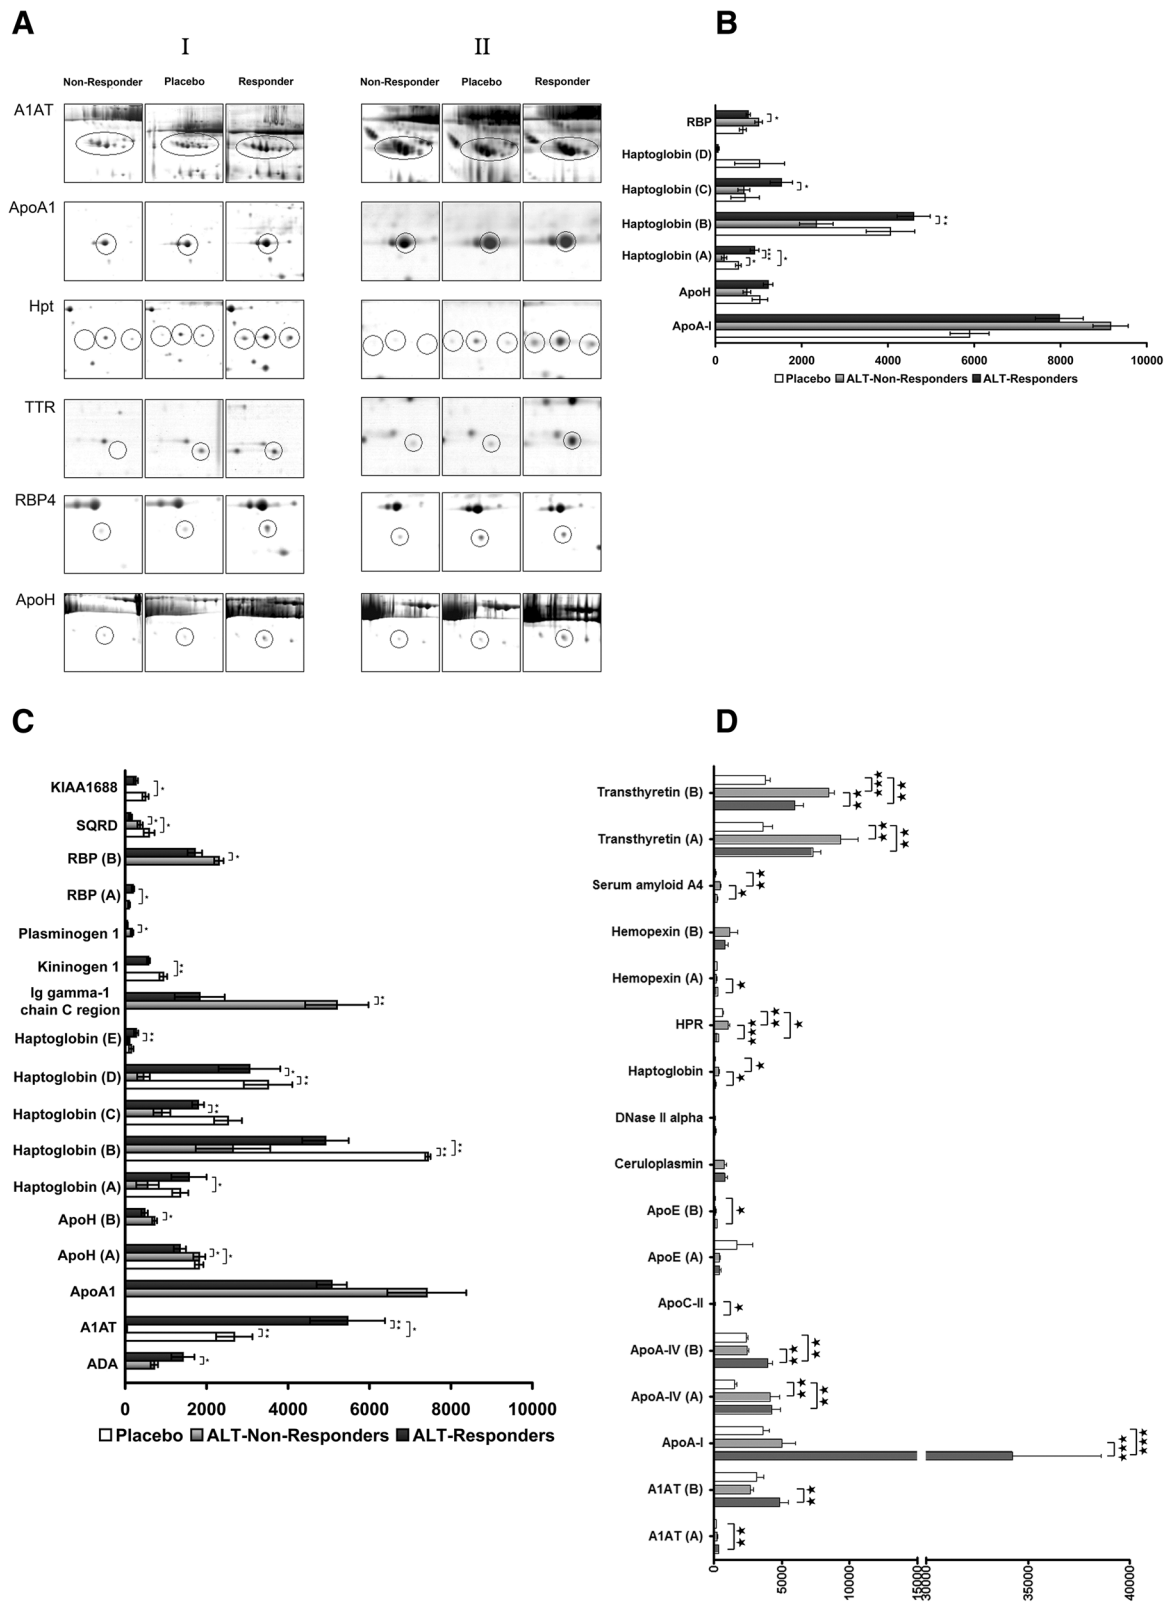 A
I
II
Non-Responder Placebo Responder
Non-Responder Placebo Responder
A1AT
ApoA1
Hpt
TTR
RBP4
ApoH
B
RBP
*
Haptoglobin (D)
Haptoglobin (C)
*
Haptoglobin (B)
**
Haptoglobin (A)
ApoH
ApoA-I
0 2000 4000 6000 8000 10000
Placebo ALT-Non-Responders ALT-Responders
C
KIAA1688
*
SQRD
* *
RBP (B)
*
RBP (A)
*
Plasminogen 1
*
Kininogen 1
**
Ig gamma-1
chain C region
**
Haptoglobin (E)
**
Haptoglobin (D)
*
**
Haptoglobin (C)
**
Haptoglobin (B)
** **
Haptoglobin (A)
*
ApoH (B)
*
ApoH (A)
* *
ApoA1
A1AT
** *
**
ADA
*
0 2000 4000 6000 8000 10000
Placebo ALT-Non-Responders ALT-Responders
D
Transthyretin (B)
Transthyretin (A)
Serum amyloid A4
Hemopexin (B)
Hemopexin (A)
HPR
Haptoglobin
DNase II alpha
Ceruloplasmin
ApoE (B)
ApoE (A)
ApoC-II
ApoA-IV (B)
ApoA-IV (A)
ApoA-I
A1AT (B)
A1AT (A)
0 5000 10000 15000 30000 35000 40000